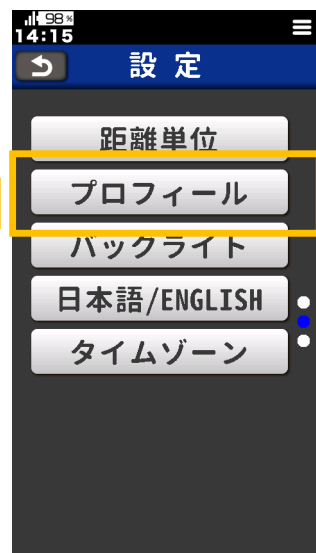 98%
14:15
設定
距離単位
プロフィール
バックライト
日本語/ENGLISH
タイムゾーン